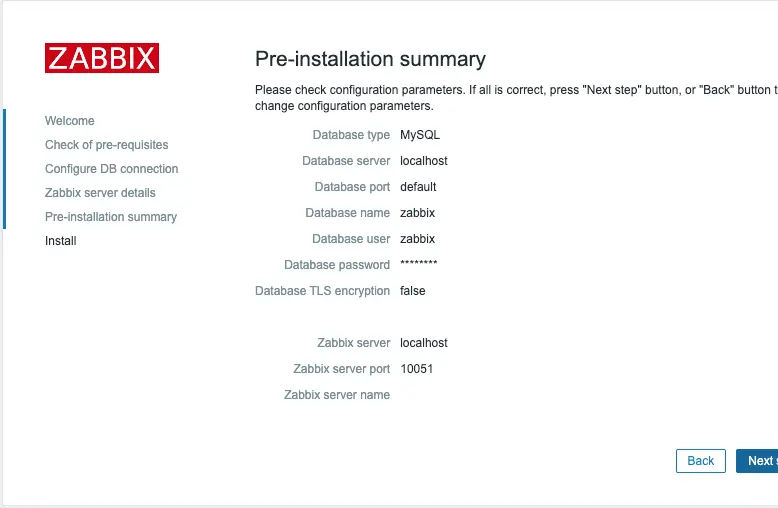 ZABBIX
Welcome
Check of pre-requisites
Configure DB connection
Zabbix server details
Pre-installation summary
Install
Pre-installation summary
Please check configuration parameters. If all is correct, press "Next step" button, or "Back" button t
change configuration parameters.
Database type MySQL
Database server localhost
Database port default
Database name zabbix
Database user zabbix
Database password ********
Database TLS encryption false
Zabbix server localhost
Zabbix server port 10051
Zabbix server name
Back Next s